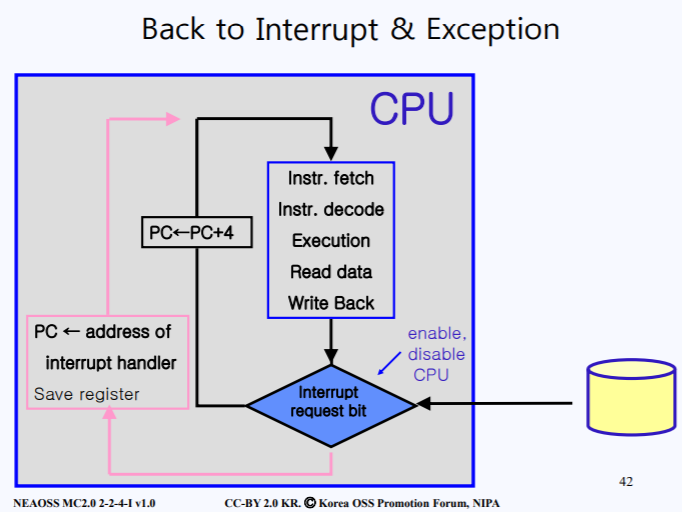 Back to Interrupt & Exception
CPU
Instr. fetch
Instr. decode
Execution
Read data
Write Back
PC←PC+4
PC ← address of
interrupt handler
Save register
enable,
disable
CPU
Interrupt
request bit
42
NEAOSS MC2.0 2-2-4-I v1.0
CC-BY 2.0 KR. © Korea OSS Promotion Forum, NIPA